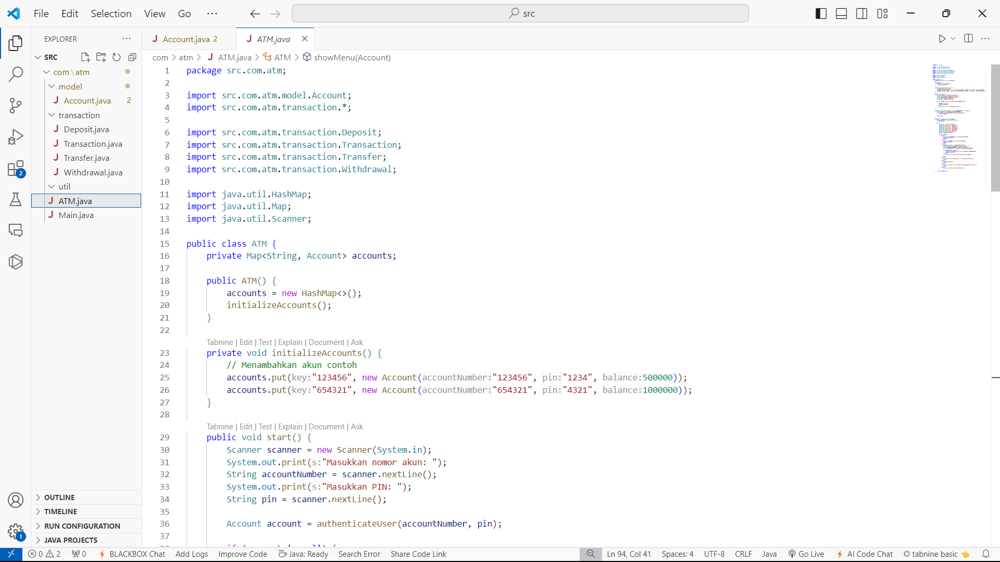 File Edit Selection View Go ··· src
EXPLORER ···
SRC
com\atm
model
Account.java 2
transaction
Deposit.java
Transaction.java
Transfer.java
Withdrawal.java
util
ATM.java
Main.java
OUTLINE
TIMELINE
RUN CONFIGURATION
JAVA PROJECTS
2
1
Account.java 2 ATM.java
com > atm > ATM.java > ATM > showMenu(Account)
1 package src.com.atm;
2
3 import src.com.atm.model.Account;
4 import src.com.atm.transaction.*;
5
6 import src.com.atm.transaction.Deposit;
7 import src.com.atm.transaction.Transaction;
8 import src.com.atm.transaction.Transfer;
9 import src.com.atm.transaction.Withdrawal;
10
11 import java.util.HashMap;
12 import java.util.Map;
13 import java.util.Scanner;
14
15 public class ATM {
16 private Map<String, Account> accounts;
17
18 public ATM() {
19 accounts = new HashMap<>();
20 initializeAccounts();
21 }
22
Tabnine | Edit | Test | Explain | Document | Ask
23 private void initializeAccounts() {
24 // Menambahkan akun contoh
25 accounts.put(key:"123456", new Account(accountNumber:"123456", pin:"1234", balance:500000));
26 accounts.put(key:"654321", new Account(accountNumber:"654321", pin:"4321", balance:1000000));
27 }
28
Tabnine | Edit | Test | Explain | Document | Ask
29 public void start() {
30 Scanner scanner = new Scanner(System.in);
31 System.out.print(s:"Masukkan nomor akun: ");
32 String accountNumber = scanner.nextLine();
33 System.out.print(s:"Masukkan PIN: ");
34 String pin = scanner.nextLine();
35
36 Account account = authenticateUser(accountNumber, pin);
37
0 2 0 BLACKBOX Chat Add Logs Improve Code Java: Ready Search Error Share Code Link Ln 94, Col 41 Spaces: 4 UTF-8 CRLF Java Go Live AI Code Chat tabnine basic